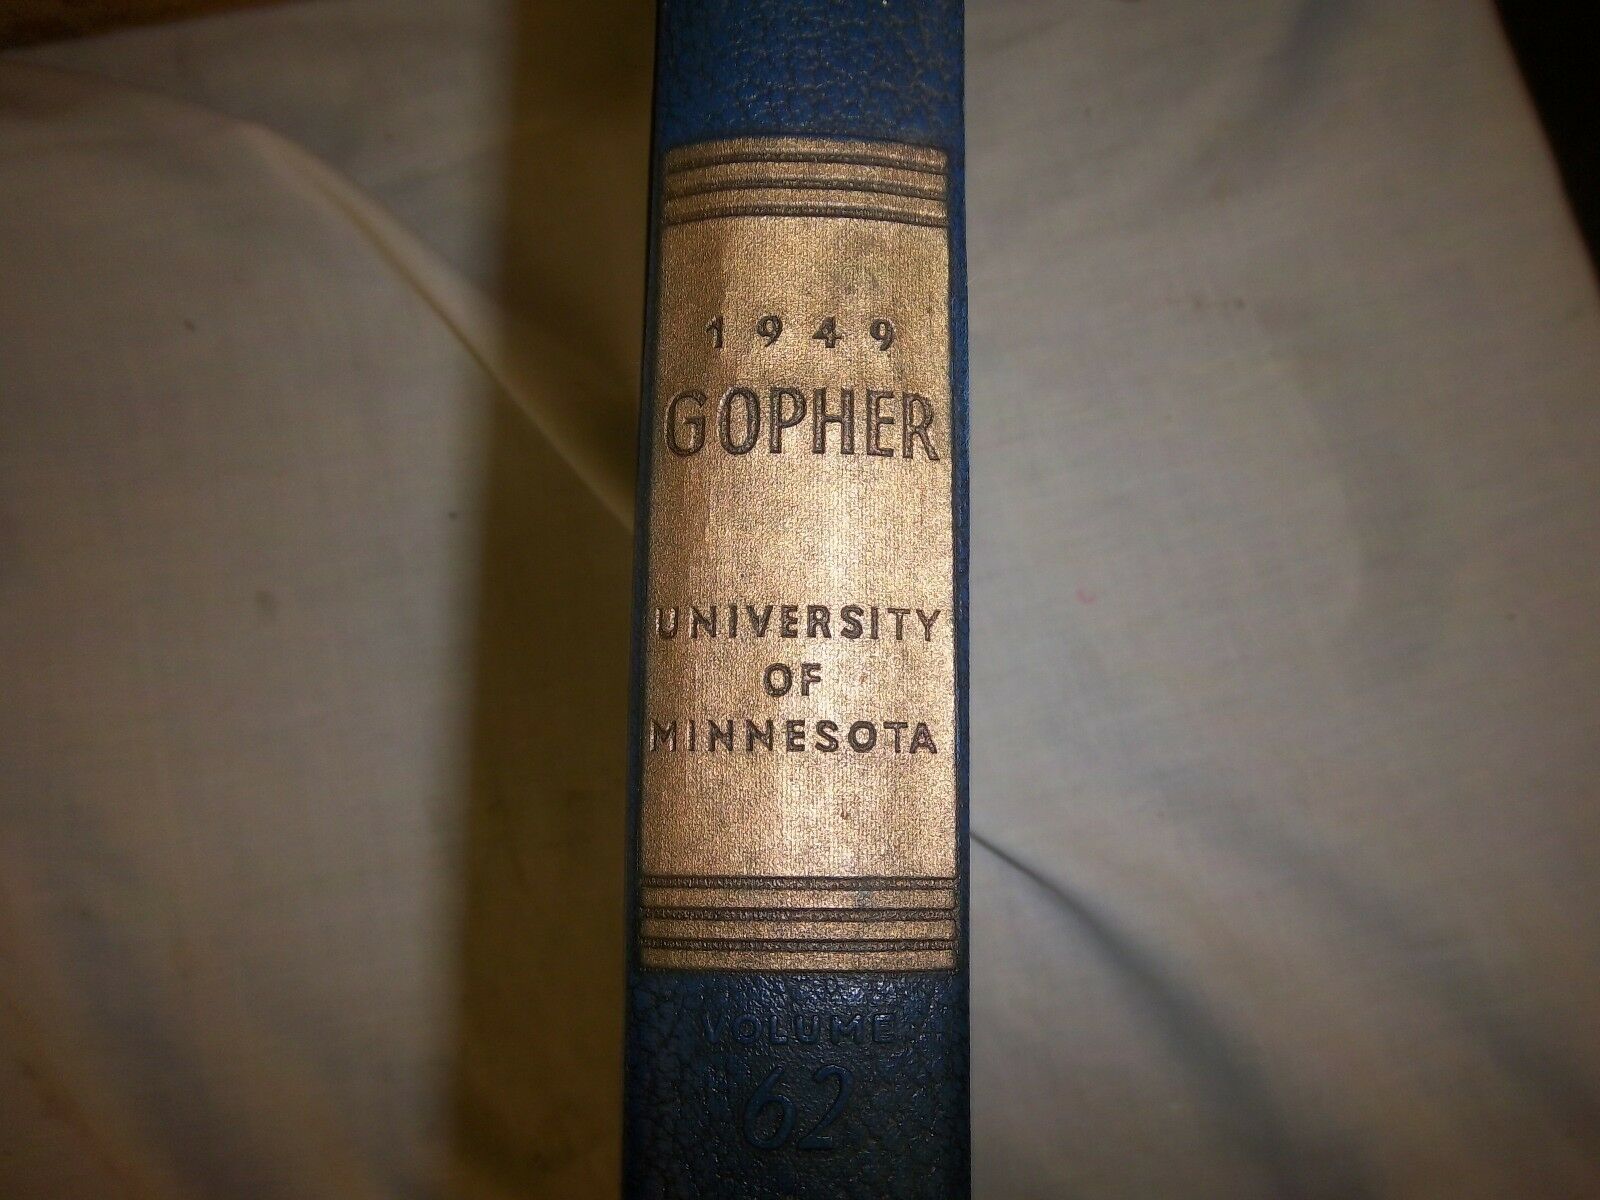 1949
GOPHER
UNIVERSITY
OF
MINNESOTA
VOLUME
62